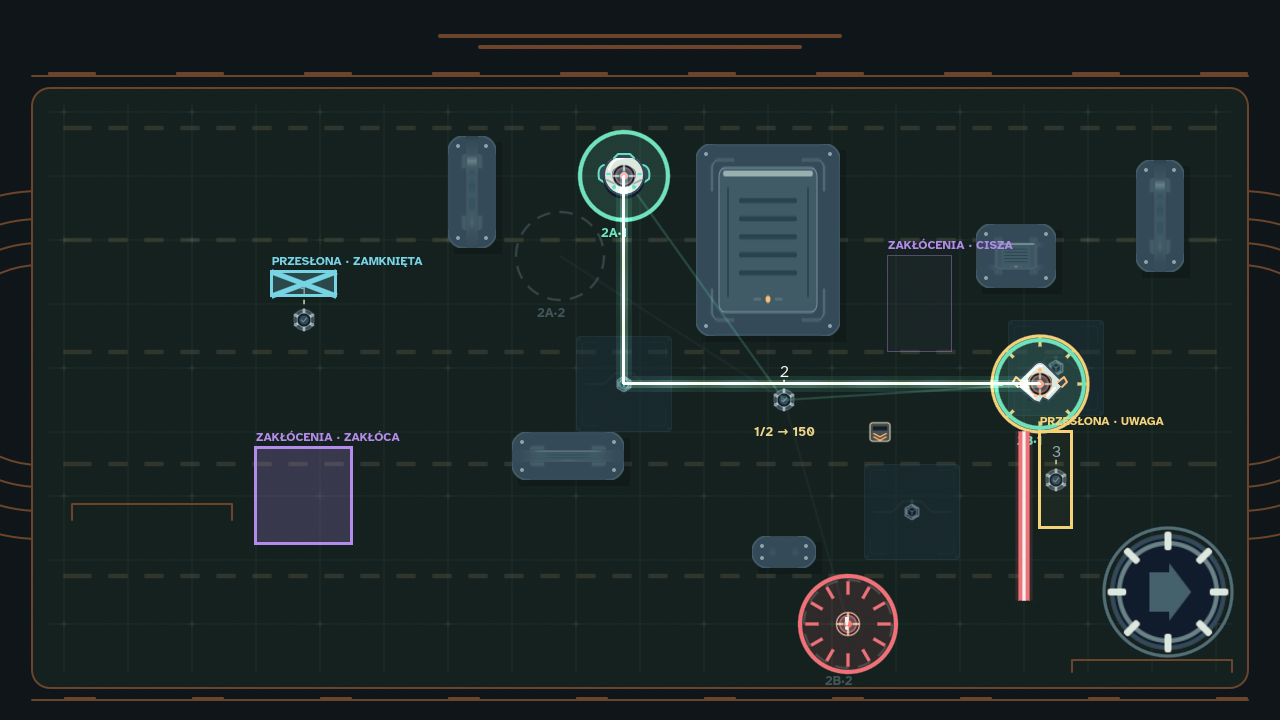 2A·1
ZAKŁÓCENIA · CISZA
PRZESŁONA · ZAMKNIĘTA
2A·2
2
PRZESŁONA · UWAGA
1/2 → 150
ZAKŁÓCENIA · ZAKŁÓCA
3
2B·2